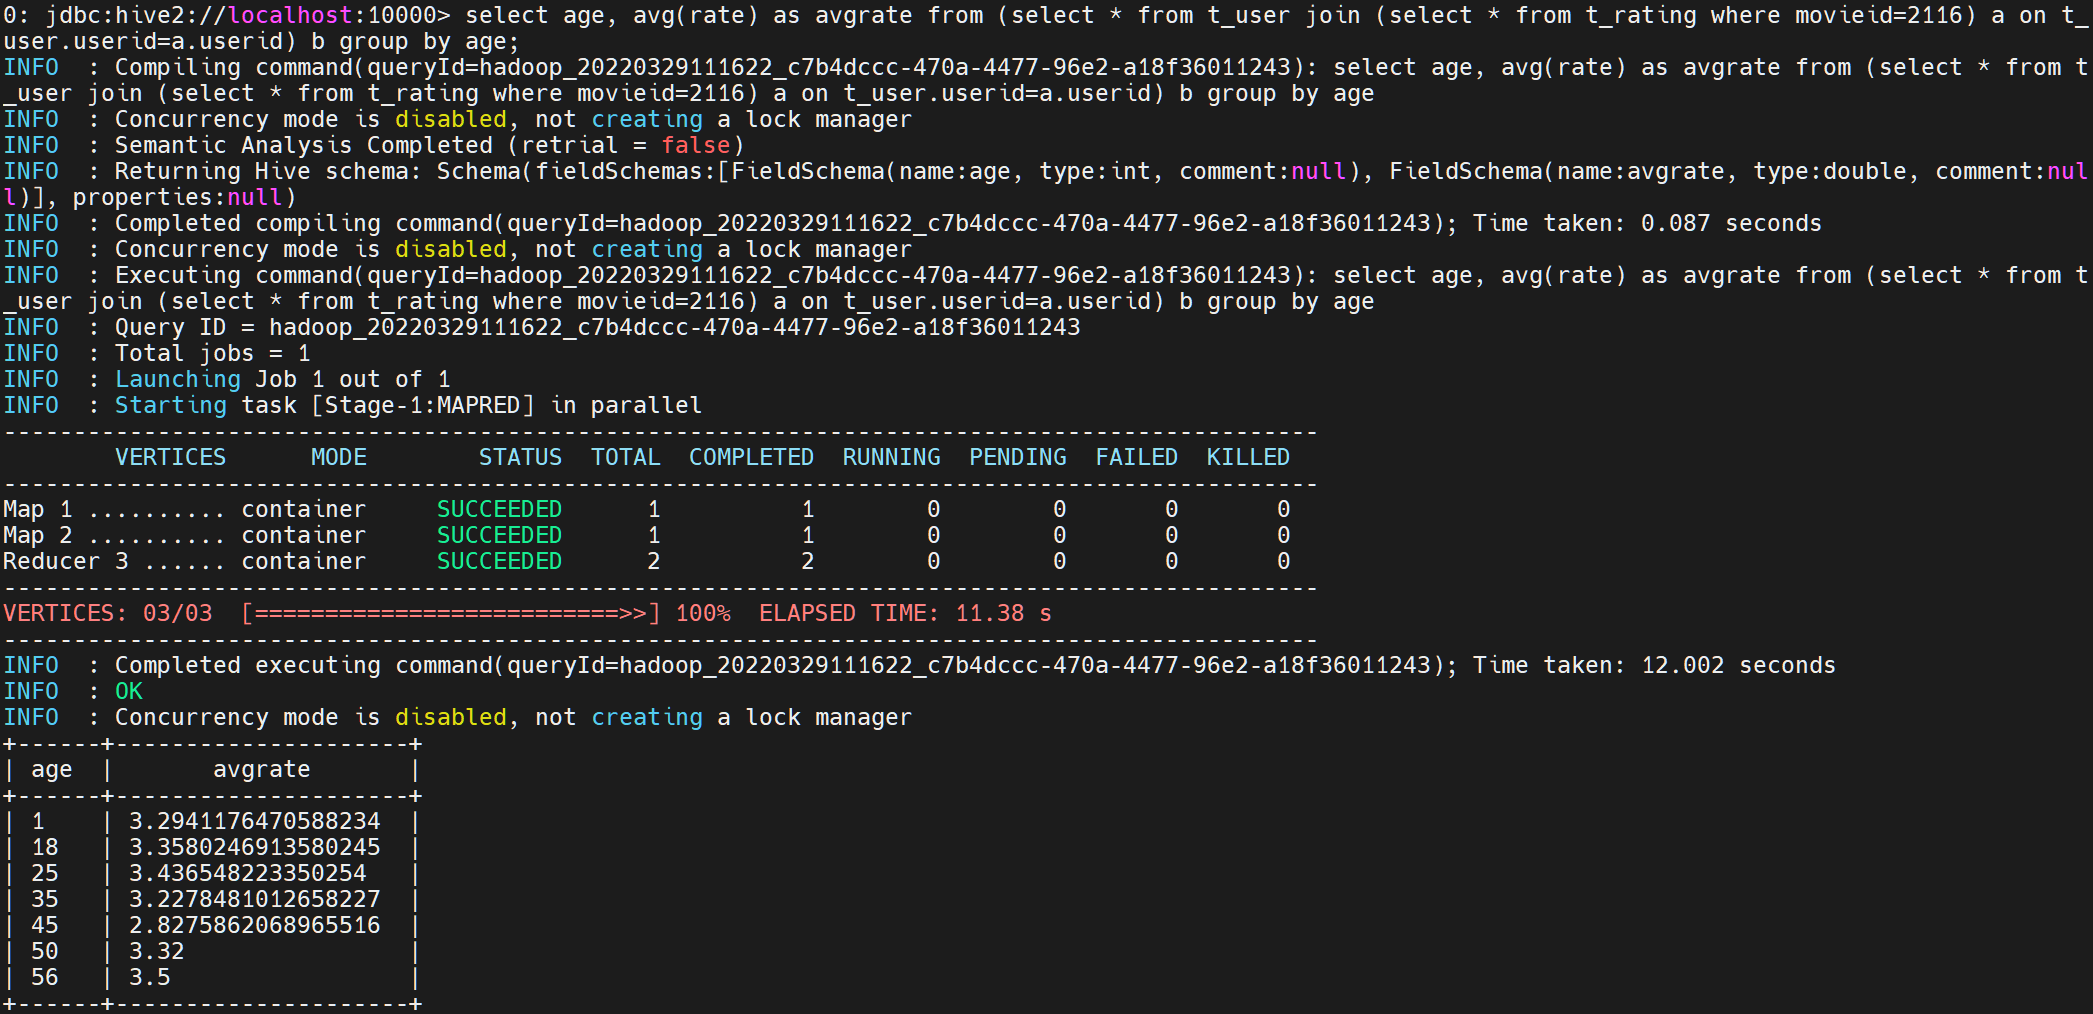 0: jdbc:hive2://localhost:10000> select age, avg(rate) as avgrate from (select * from t_user join (select * from t_rating where movieid=2116) a on t_
user.userid=a.userid) b group by age;
INFO  : Compiling command(queryId=hadoop_20220329111622_c7b4dccc-470a-4477-96e2-a18f36011243): select age, avg(rate) as avgrate from (select * from t
_user join (select * from t_rating where movieid=2116) a on t_user.userid=a.userid) b group by age
INFO  : Concurrency mode is disabled, not creating a lock manager
INFO  : Semantic Analysis Completed (retrial = false)
INFO  : Returning Hive schema: Schema(fieldSchemas:[FieldSchema(name:age, type:int, comment:null), FieldSchema(name:avgrate, type:double, comment:nul
l)], properties:null)
INFO  : Completed compiling command(queryId=hadoop_20220329111622_c7b4dccc-470a-4477-96e2-a18f36011243); Time taken: 0.087 seconds
INFO  : Concurrency mode is disabled, not creating a lock manager
INFO  : Executing command(queryId=hadoop_20220329111622_c7b4dccc-470a-4477-96e2-a18f36011243): select age, avg(rate) as avgrate from (select * from t
_user join (select * from t_rating where movieid=2116) a on t_user.userid=a.userid) b group by age
INFO  : Query ID = hadoop_20220329111622_c7b4dccc-470a-4477-96e2-a18f36011243
INFO  : Total jobs = 1
INFO  : Launching Job 1 out of 1
INFO  : Starting task [Stage-1:MAPRED] in parallel
----------------------------------------------------------------------------------------------
        VERTICES      MODE        STATUS  TOTAL  COMPLETED  RUNNING  PENDING  FAILED  KILLED
----------------------------------------------------------------------------------------------
Map 1 .......... container     SUCCEEDED      1          1        0        0       0       0
Map 2 .......... container     SUCCEEDED      1          1        0        0       0       0
Reducer 3 ...... container     SUCCEEDED      2          2        0        0       0       0
----------------------------------------------------------------------------------------------
VERTICES: 03/03  [==========================>>] 100%  ELAPSED TIME: 11.38 s
----------------------------------------------------------------------------------------------
INFO  : Completed executing command(queryId=hadoop_20220329111622_c7b4dccc-470a-4477-96e2-a18f36011243); Time taken: 12.002 seconds
INFO  : OK
INFO  : Concurrency mode is disabled, not creating a lock manager
+------+---------------------+
| age  |       avgrate       |
+------+---------------------+
| 1    | 3.2941176470588234  |
| 18   | 3.3580246913580245  |
| 25   | 3.436548223350254   |
| 35   | 3.2278481012658227  |
| 45   | 2.8275862068965516  |
| 50   | 3.32                |
| 56   | 3.5                 |
+------+---------------------+